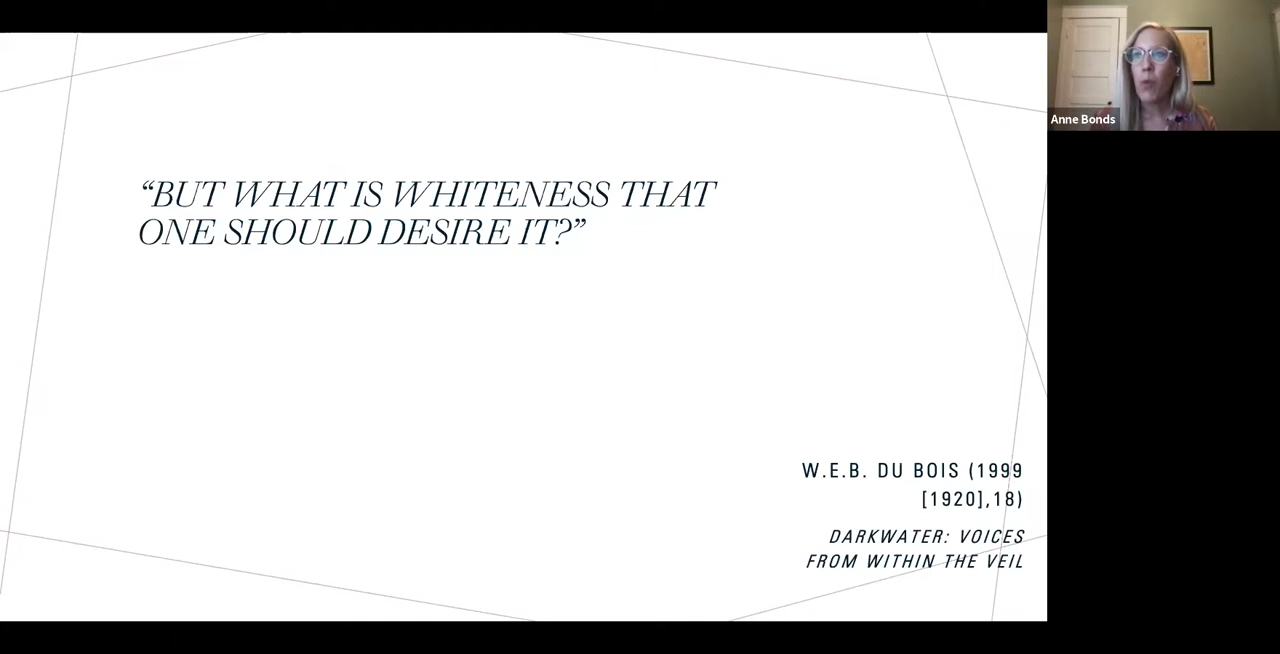 “BUT WHAT IS WHITENESS THAT
ONE SHOULD DESIRE IT?”
W.E.B. DU BOIS (1999
[1920],18)
DARKWATER: VOICES
FROM WITHIN THE VEIL
Anne Bonds